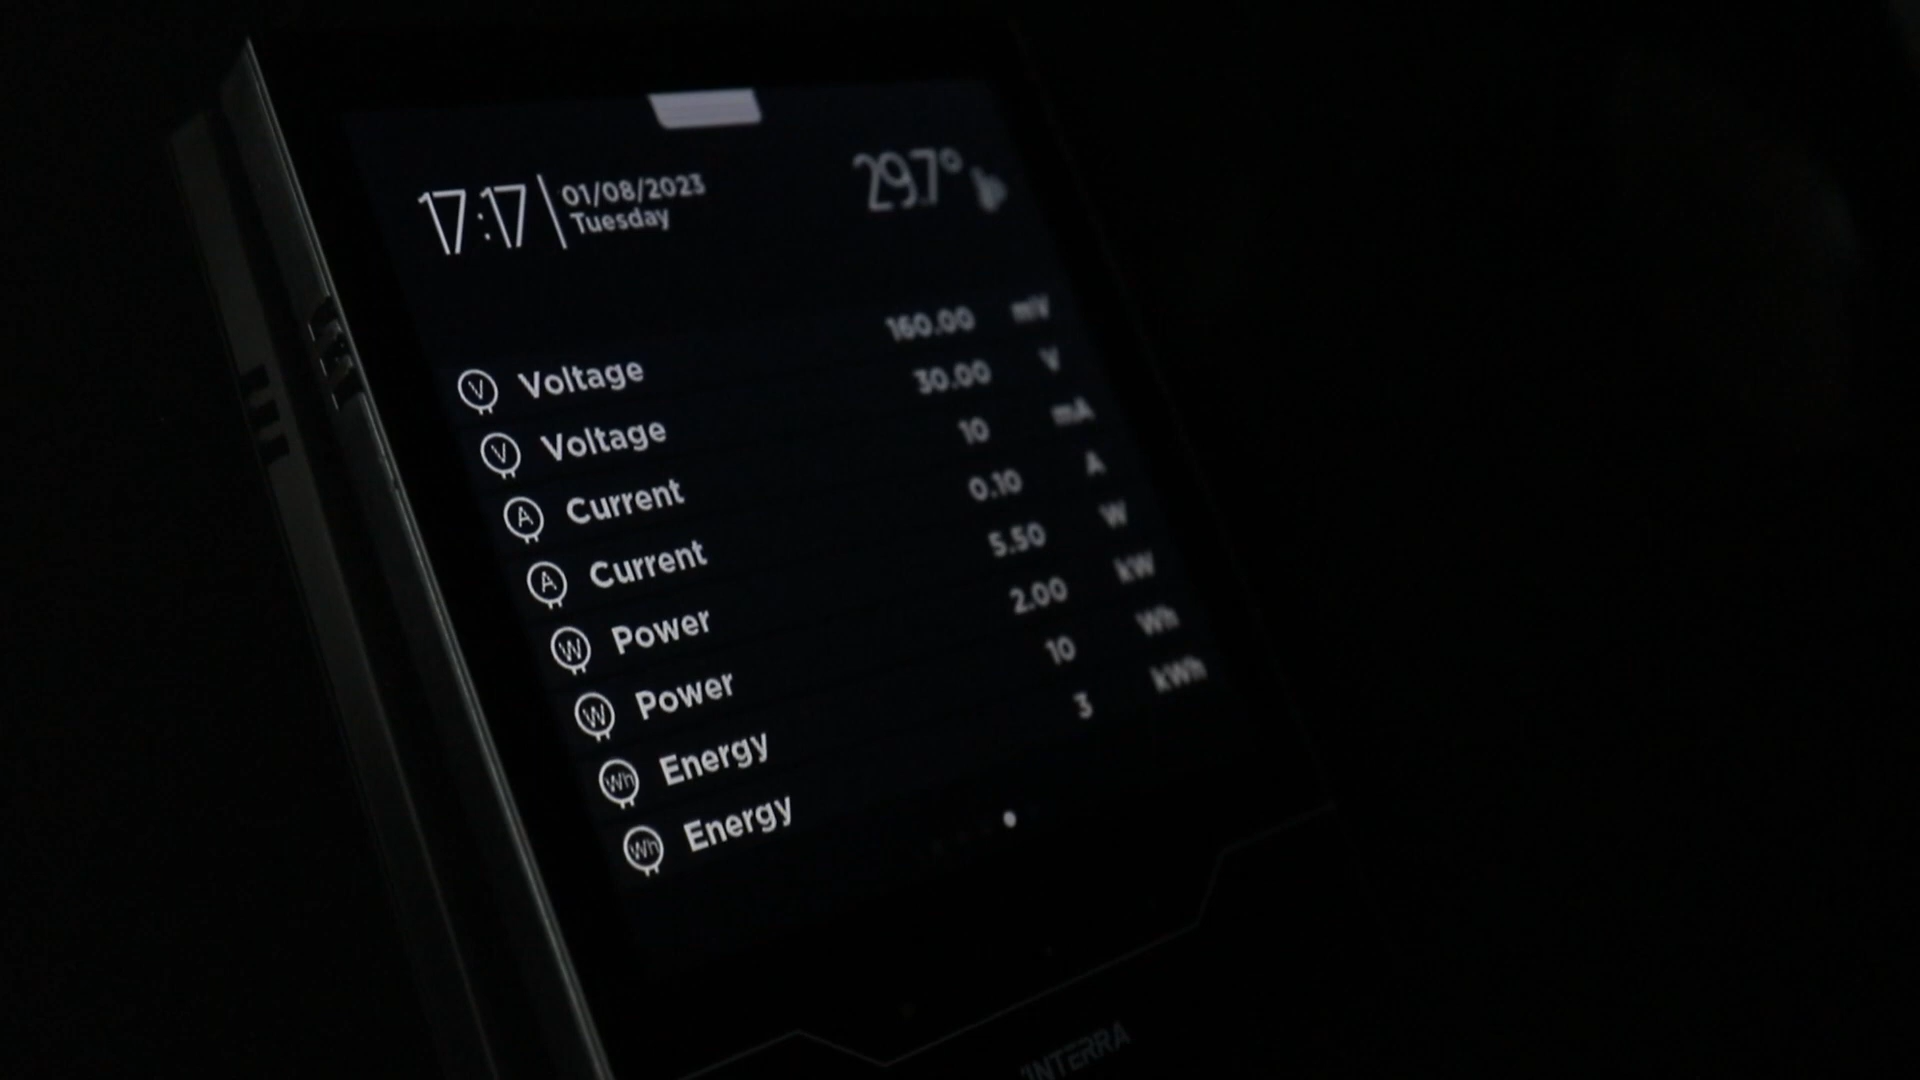 17:17
01/08/2023
Tuesday
29.7°
Voltage 160.00 mV
Voltage 30.00 V
Current 10 mA
Current 0.10 A
Power 5.50 W
Power 2.00 kW
Energy 10 Wh
Energy 3 kWh
INTERRA